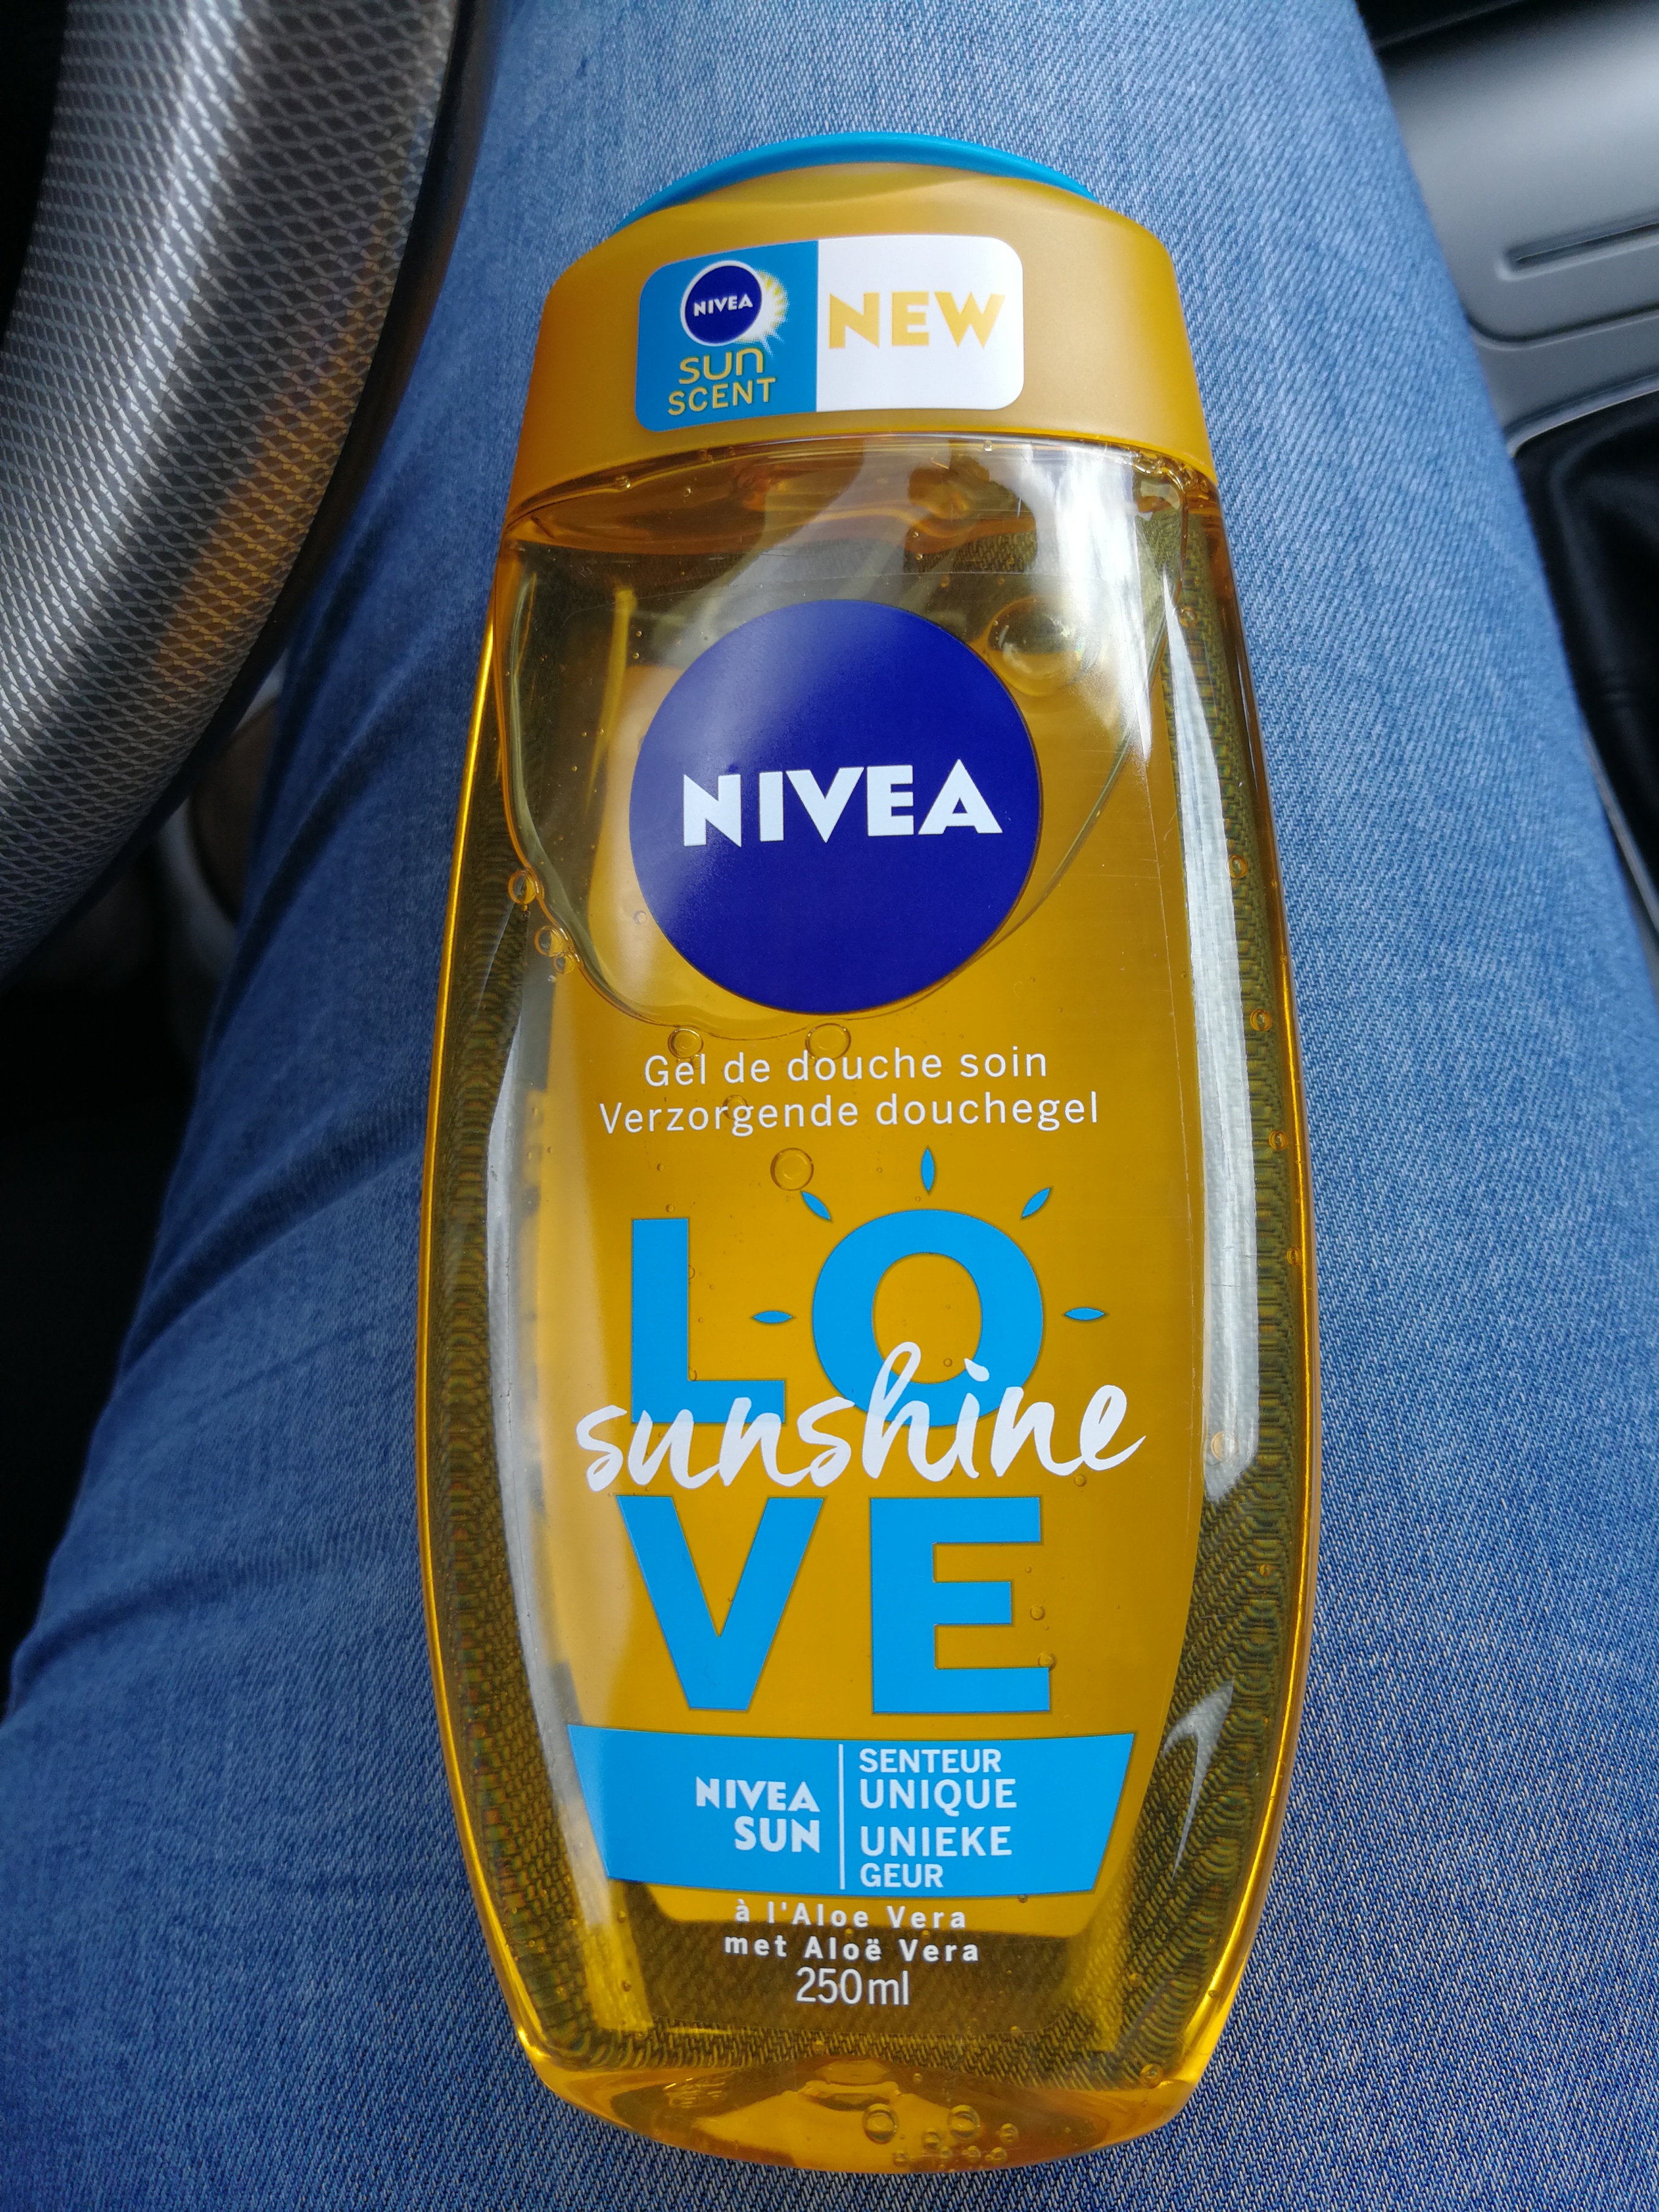 NIVEA
sun
SCENT
NEW
NIVEA
Gel de douche soin
Verzorgende douchegel
LO
sunshine
VE
NIVEA
SUN
SENTEUR
UNIQUE
UNIEKE
GEUR
à l'Aloe Vera
met Aloë Vera
250ml